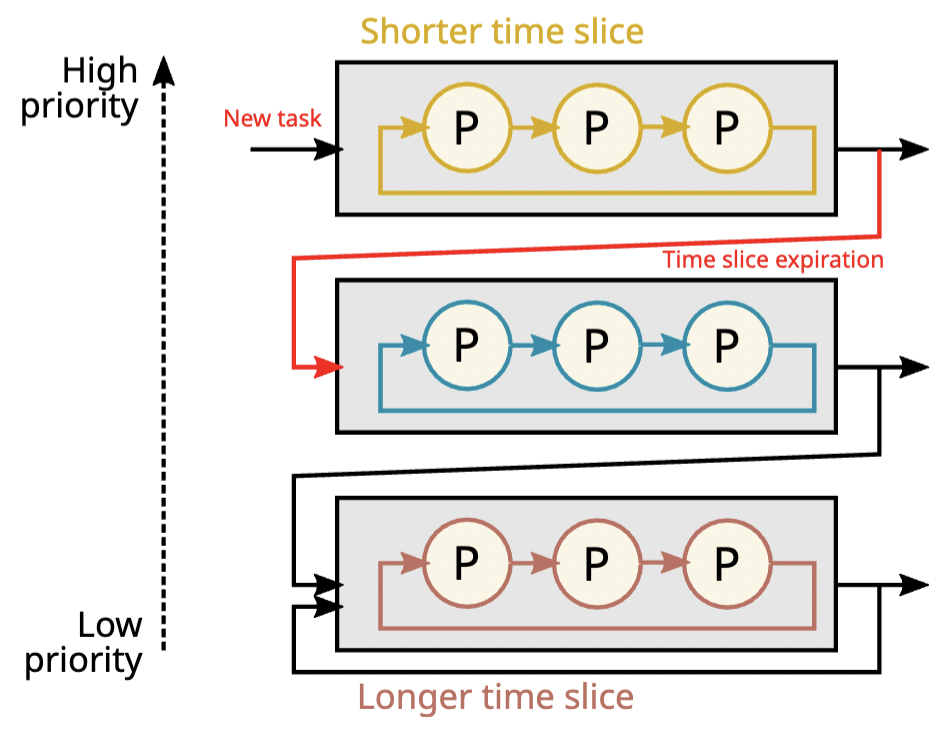 Shorter time slice
High
priority
New task
P P P
Time slice expiration
P P P
P P P
Low
priority
Longer time slice